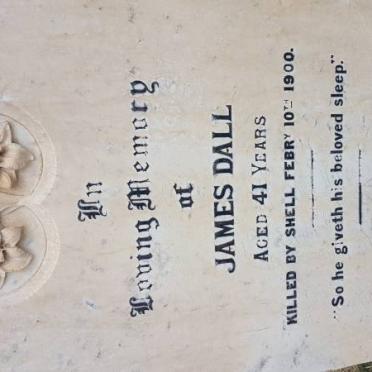 In
Loving Memory
of
JAMES DALL
AGED 41 YEARS
KILLED BY SHELL FEBRY 10TH 1900.
"So he giveth his beloved sleep."